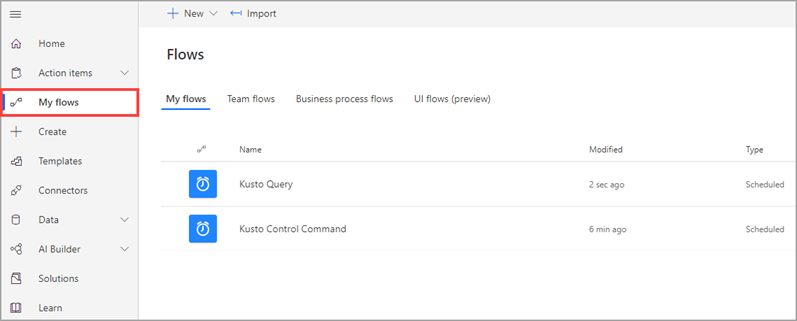 New
Import
Home
Action items
My flows
Create
Templates
Connectors
Data
AI Builder
Solutions
Learn
Flows
My flows
Team flows
Business process flows
UI flows (preview)
Name Modified Type
Kusto Query 2 sec ago Scheduled
Kusto Control Command 6 min ago Scheduled